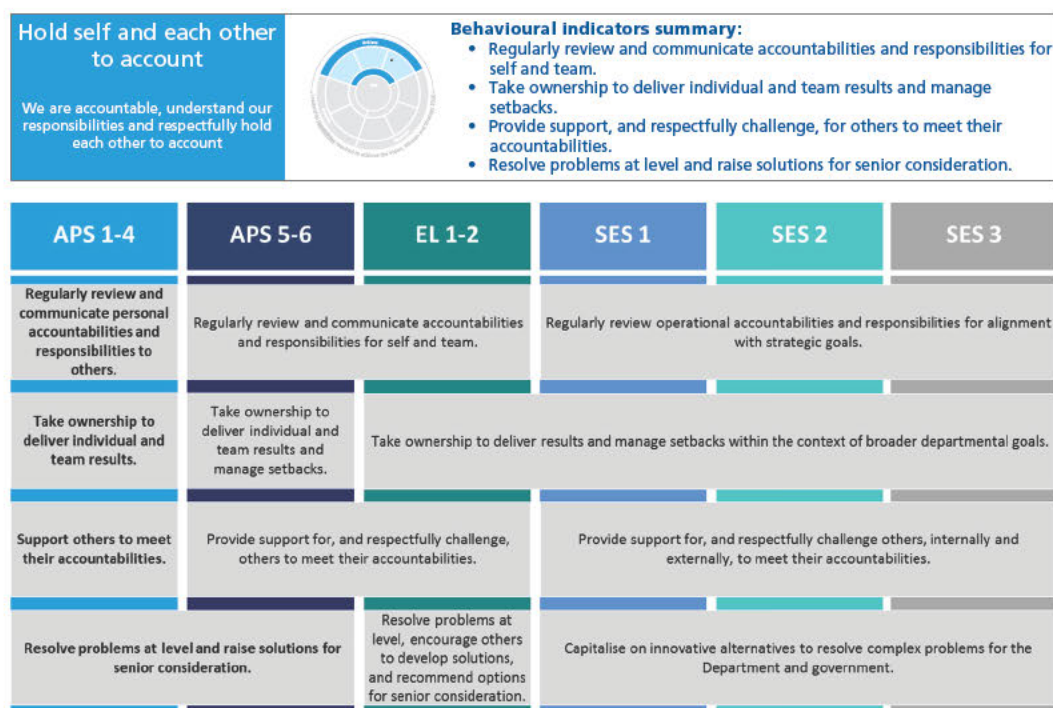 Hold self and each other
to account
We are accountable, understand our
responsibilities and respectfully hold
each other to account
Behavioural indicators summary:
• Regularly review and communicate accountabilities and responsibilities for
self and team.
• Take ownership to deliver individual and team results and manage
setbacks.
• Provide support, and respectfully challenge, for others to meet their
accountabilities.
• Resolve problems at level and raise solutions for senior consideration.
APS 1-4
APS 5-6
EL 1-2
SES 1
SES 2
SES 3
Regularly review and
communicate personal
accountabilities and
responsibilities to
others.
Regularly review and communicate accountabilities
and responsibilities for self and team.
Regularly review operational accountabilities and responsibilities for alignment
with strategic goals.
Take ownership to
deliver individual and
team results.
Take ownership to
deliver individual and
team results and
manage setbacks.
Take ownership to deliver results and manage setbacks within the context of broader departmental goals.
Support others to meet
their accountabilities.
Provide support for, and respectfully challenge,
others to meet their accountabilities.
Provide support for, and respectfully challenge others, internally and
externally, to meet their accountabilities.
Resolve problems at level and raise solutions for
senior consideration.
Resolve problems at
level, encourage others
to develop solutions,
and recommend options
for senior consideration.
Capitalise on innovative alternatives to resolve complex problems for the
Department and government.